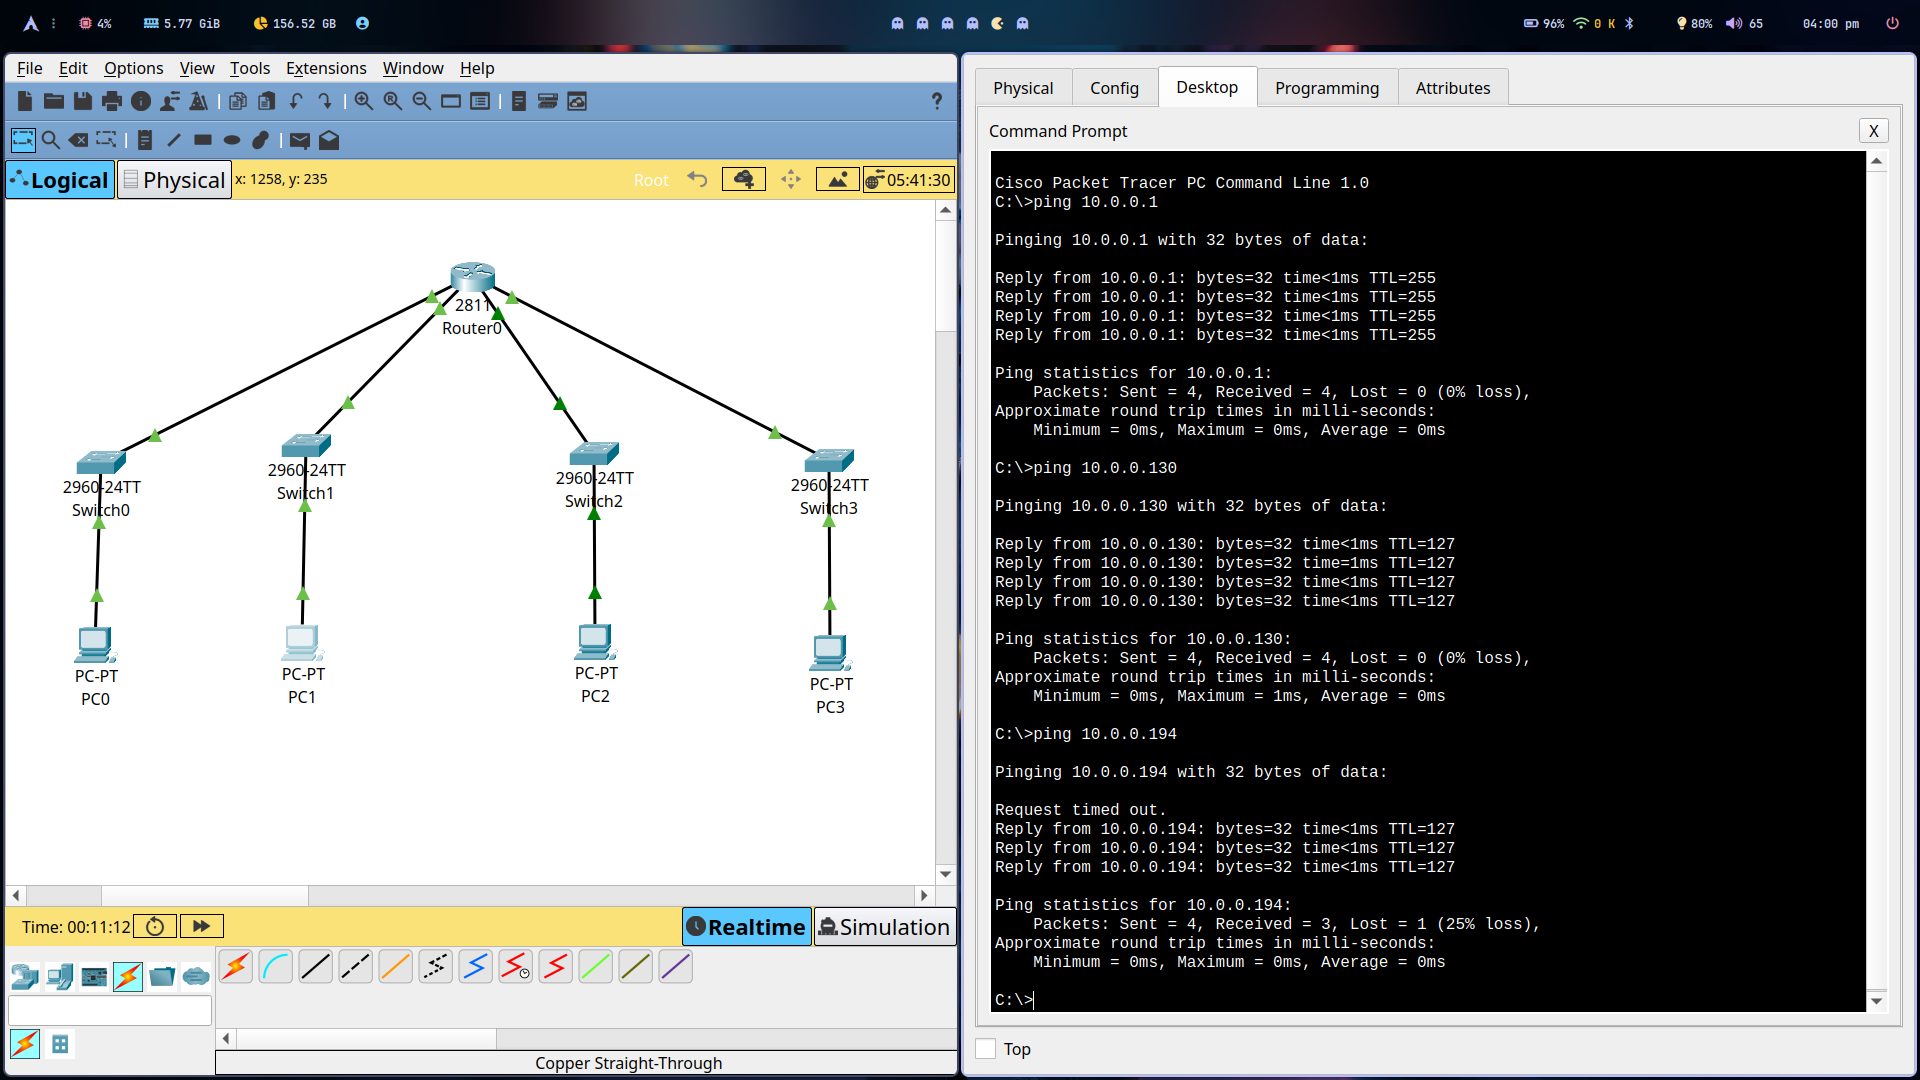 4%
5.77 GiB
156.52 GB
96%
0 K
80%
65
04:00 pm
File Edit Options View Tools Extensions Window Help
?
Logical
Physical
x: 1258, y: 235
Root
05:41:30
2811
Router0
2960-24TT
Switch0
2960-24TT
Switch1
2960-24TT
Switch2
2960-24TT
Switch3
PC-PT
PC0
PC-PT
PC1
PC-PT
PC2
PC-PT
PC3
Time: 00:11:12
Realtime
Simulation
Copper Straight-Through
Physical
Config
Desktop
Programming
Attributes
Command Prompt
X
Cisco Packet Tracer PC Command Line 1.0
C:\>ping 10.0.0.1
Pinging 10.0.0.1 with 32 bytes of data:
Reply from 10.0.0.1: bytes=32 time<1ms TTL=255
Reply from 10.0.0.1: bytes=32 time<1ms TTL=255
Reply from 10.0.0.1: bytes=32 time<1ms TTL=255
Reply from 10.0.0.1: bytes=32 time<1ms TTL=255
Ping statistics for 10.0.0.1:
Packets: Sent = 4, Received = 4, Lost = 0 (0% loss),
Approximate round trip times in milli-seconds:
Minimum = 0ms, Maximum = 0ms, Average = 0ms
C:\>ping 10.0.0.130
Pinging 10.0.0.130 with 32 bytes of data:
Reply from 10.0.0.130: bytes=32 time<1ms TTL=127
Reply from 10.0.0.130: bytes=32 time=1ms TTL=127
Reply from 10.0.0.130: bytes=32 time<1ms TTL=127
Reply from 10.0.0.130: bytes=32 time<1ms TTL=127
Ping statistics for 10.0.0.130:
Packets: Sent = 4, Received = 4, Lost = 0 (0% loss),
Approximate round trip times in milli-seconds:
Minimum = 0ms, Maximum = 1ms, Average = 0ms
C:\>ping 10.0.0.194
Pinging 10.0.0.194 with 32 bytes of data:
Request timed out.
Reply from 10.0.0.194: bytes=32 time<1ms TTL=127
Reply from 10.0.0.194: bytes=32 time<1ms TTL=127
Reply from 10.0.0.194: bytes=32 time<1ms TTL=127
Ping statistics for 10.0.0.194:
Packets: Sent = 4, Received = 3, Lost = 1 (25% loss),
Approximate round trip times in milli-seconds:
Minimum = 0ms, Maximum = 0ms, Average = 0ms
C:\>
Top